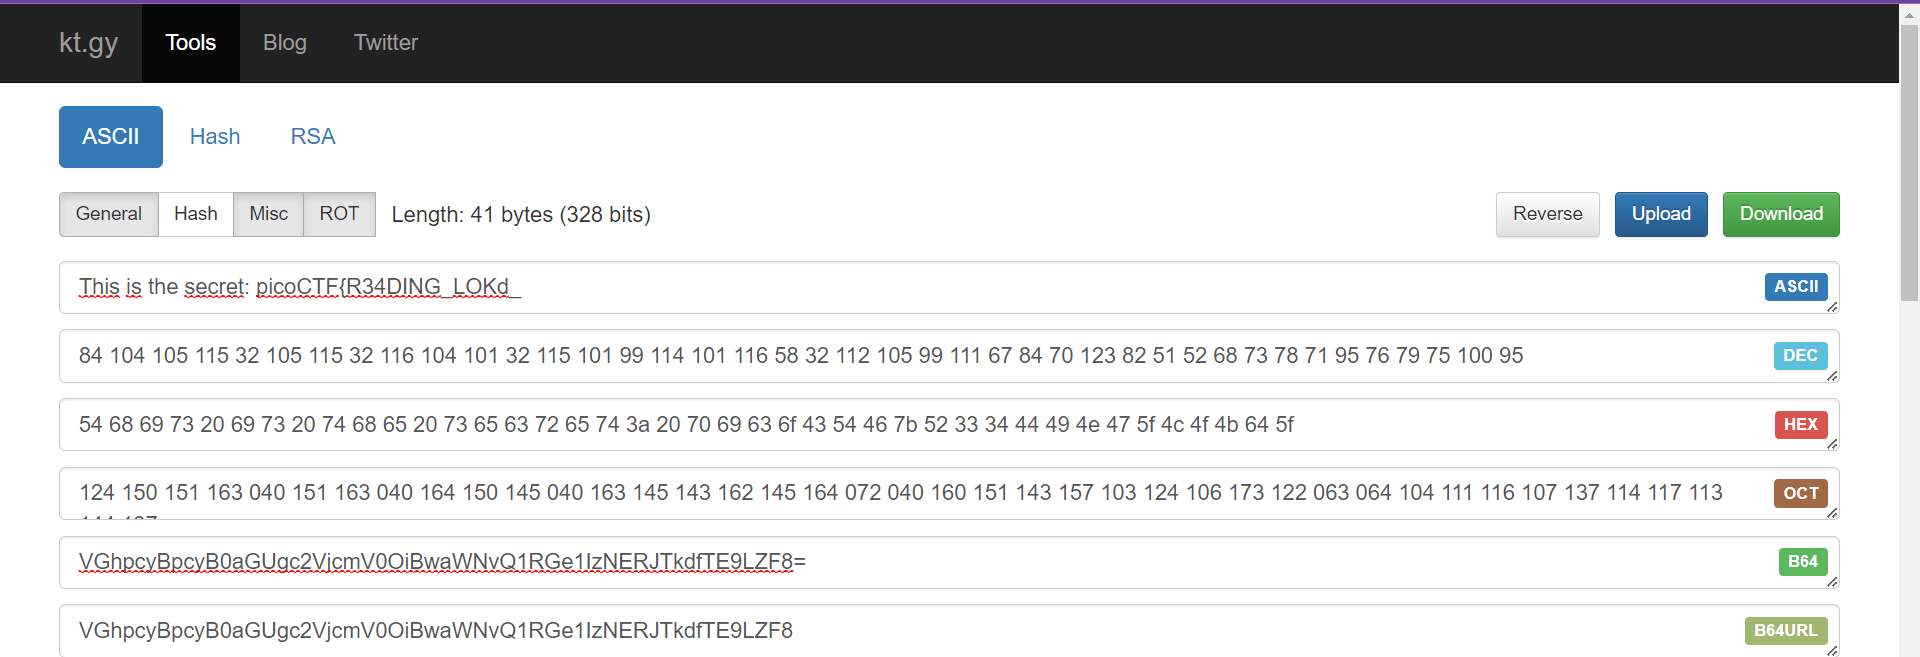 kt.gy Tools Blog Twitter
ASCII Hash RSA
General Hash Misc ROT Length: 41 bytes (328 bits) Reverse Upload Download
This is the secret: picoCTF{R34DING_LOKd_ ASCII
84 104 105 115 32 105 115 32 116 104 101 32 115 101 99 114 101 116 58 32 112 105 99 111 67 84 70 123 82 51 52 68 73 78 71 95 76 79 75 100 95 DEC
54 68 69 73 20 69 73 20 74 68 65 20 73 65 63 72 65 74 3a 20 70 69 63 6f 43 54 46 7b 52 33 34 44 49 4e 47 5f 4c 4f 4b 64 5f HEX
124 150 151 163 040 151 163 040 164 150 145 040 163 145 143 162 145 164 072 040 160 151 143 157 103 124 106 173 122 063 064 104 111 116 107 137 114 117 113 OCT
VGhpcyBpcyB0aGUgc2VjcmV0OiBwaWNvQ1RGe1IzNERJTkdfTE9LZF8= B64
VGhpcyBpcyB0aGUgc2VjcmV0OiBwaWNvQ1RGe1IzNERJTkdfTE9LZF8 B64URL